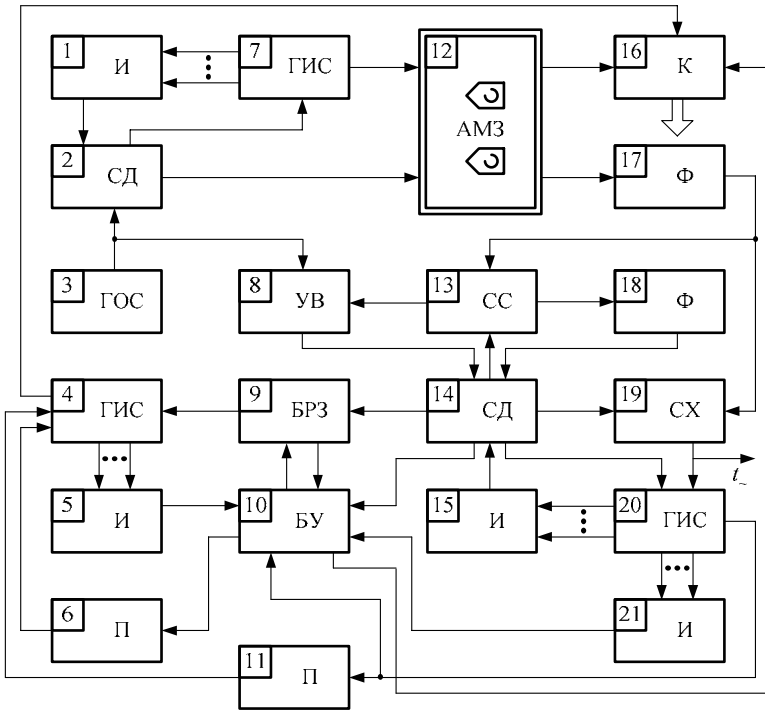 1 И
7 ГИС
12 АМЗ
16 К
2 СД
17 Ф
3 ГОС
8 УВ
13 СС
18 Ф
4 ГИС
9 БРЗ
14 СД
19 СХ
t~
5 И
10 БУ
15 И
20 ГИС
6 П
21 И
11 П